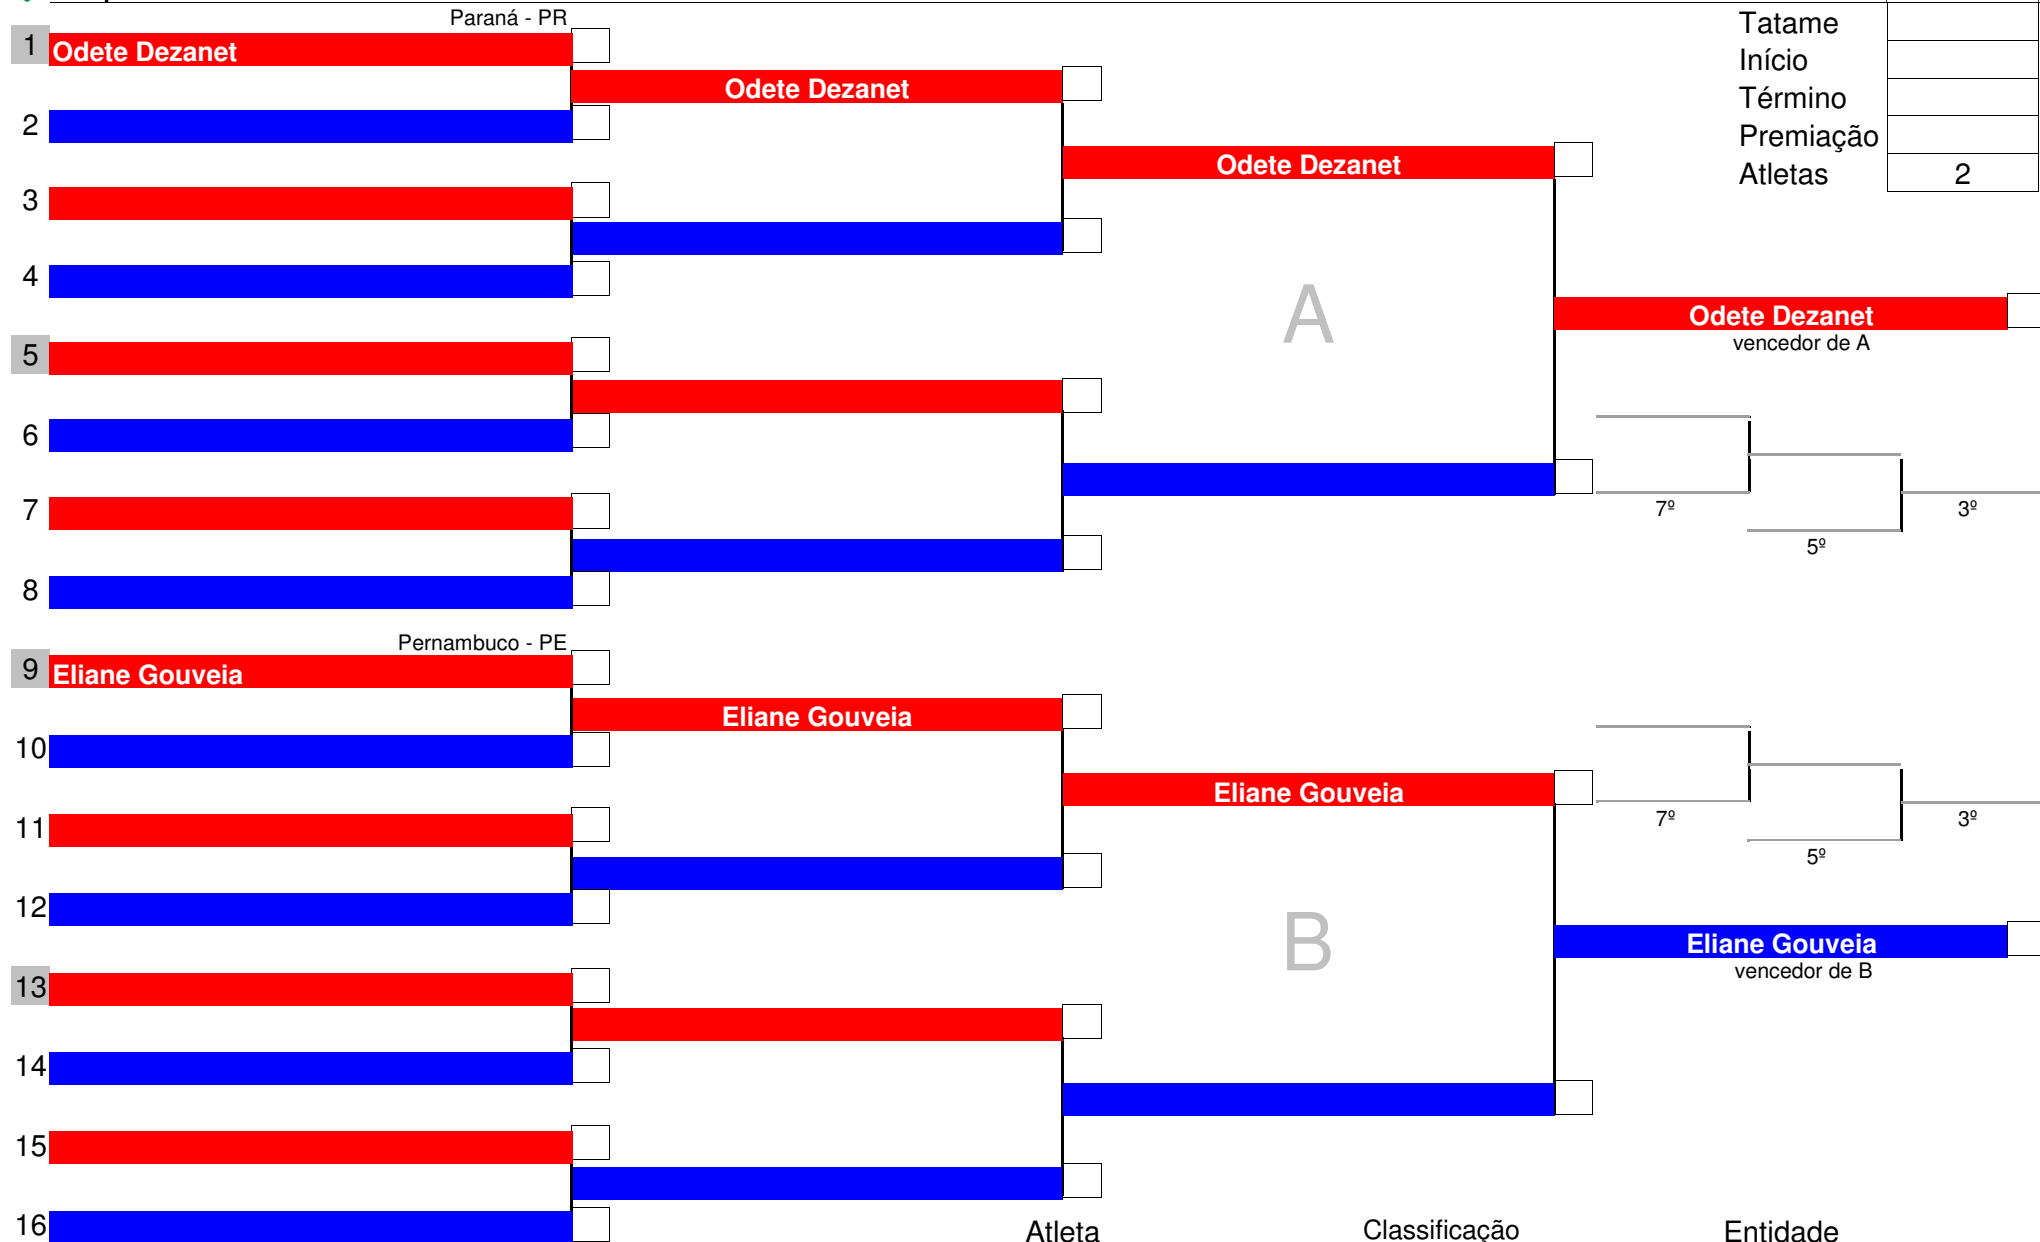 Paraná - PR
Tatame
1 Odete Dezanet
Início
Odete Dezanet
Término
2
Premiação
Odete Dezanet
Atletas 2
3
4
A
Odete Dezanet
vencedor de A
5
6
7
7º 3º
5º
8
Pernambuco - PE
9 Eliane Gouveia
Eliane Gouveia
10
Eliane Gouveia
11
7º 3º
5º
12
B
Eliane Gouveia
vencedor de B
13
14
15
16
Atleta Classificação Entidade